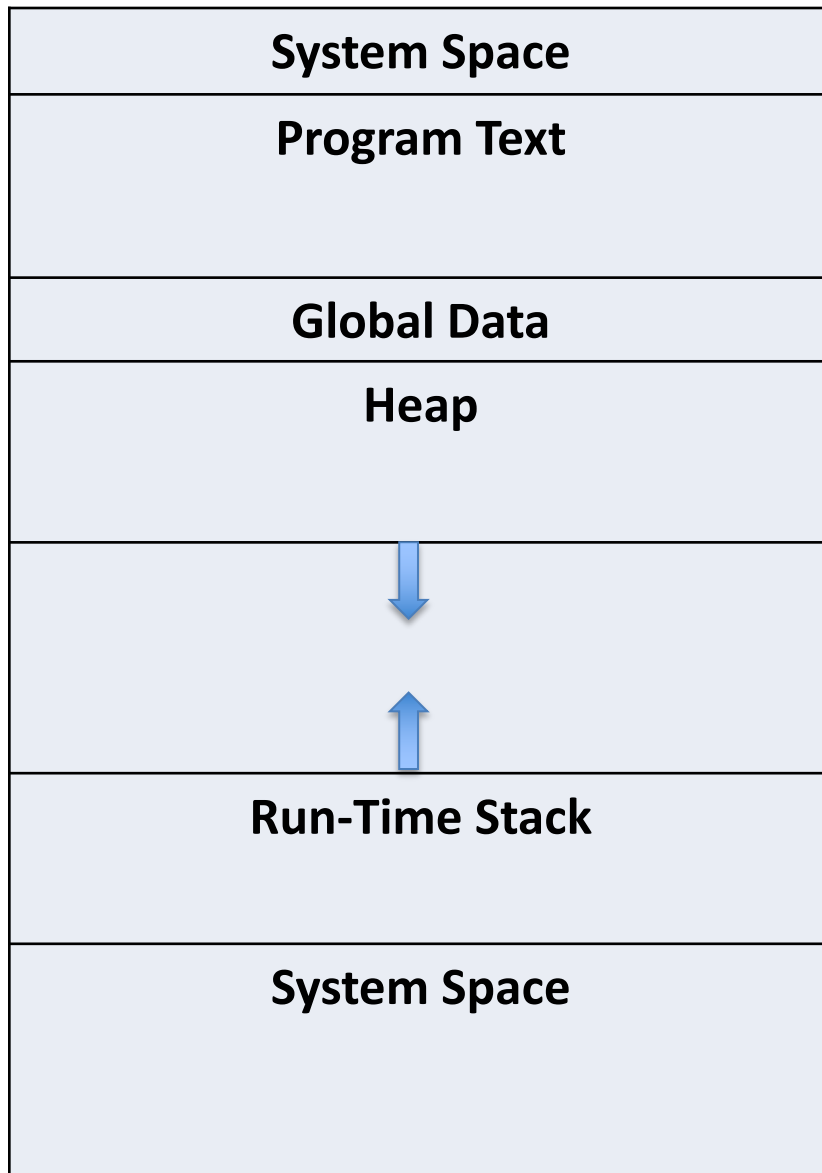 System Space
Program Text
Global Data
Heap
Run-Time Stack
System Space